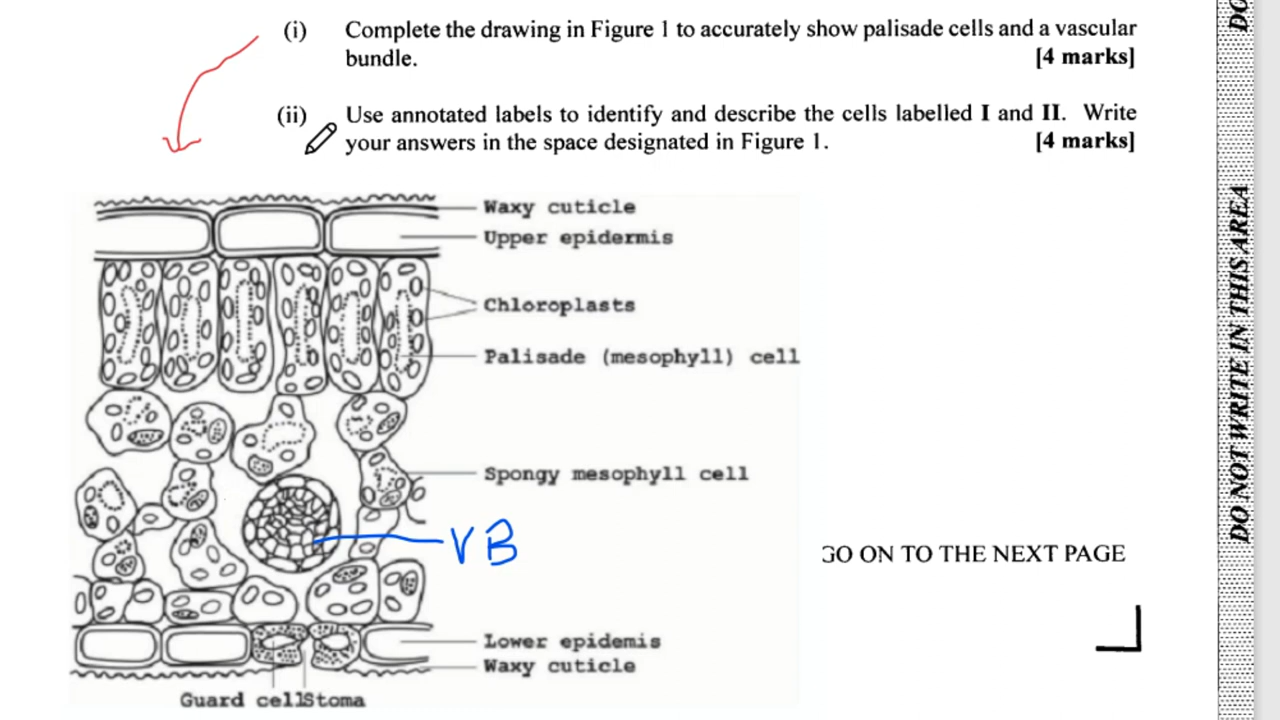 (i) Complete the drawing in Figure 1 to accurately show palisade cells and a vascular
bundle. [4 marks]
(ii) Use annotated labels to identify and describe the cells labelled I and II. Write
your answers in the space designated in Figure 1. [4 marks]
Waxy cuticle
Upper epidermis
Chloroplasts
Palisade (mesophyll) cell
Spongy mesophyll cell
VB
GO ON TO THE NEXT PAGE
Lower epidemis
Waxy cuticle
Guard cell Stoma
DO NOT WRITE IN THIS AREA
DO